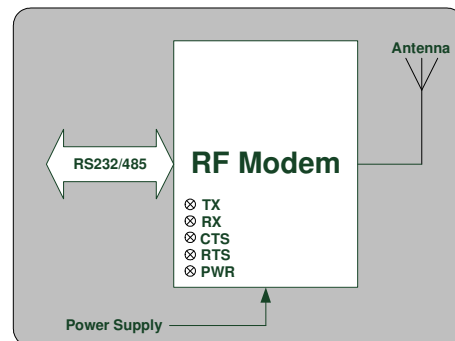 Antenna
RS232/485
RF Modem
TX
RX
CTS
RTS
PWR
Power Supply